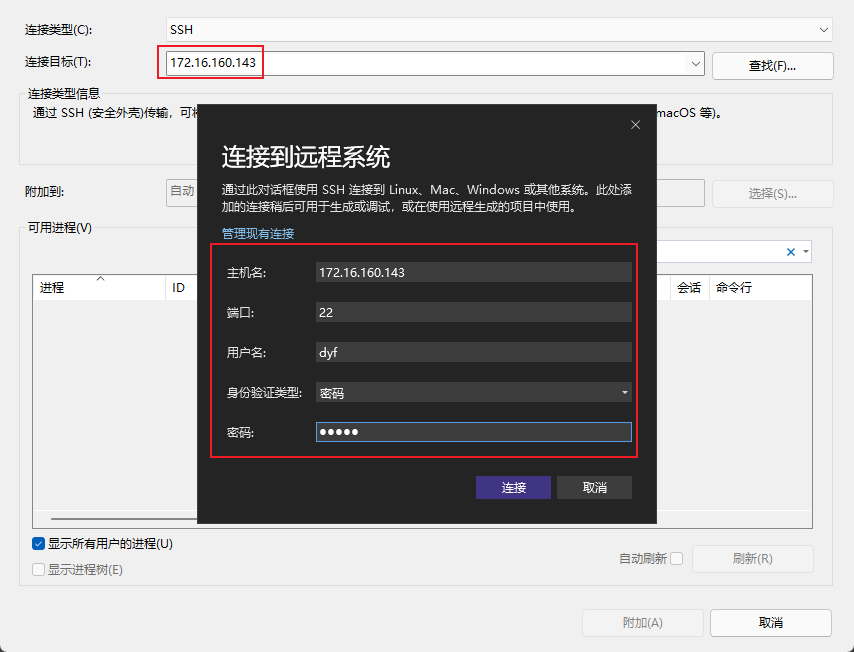 连接类型(C):
SSH
连接目标(T):
172.16.160.143
查找(F)...
连接类型信息
通过 SSH (安全外壳)传输，可
macOS 等)。
附加到:
自动
选择(S)...
可用进程(V)
进程
ID
会话
命令行
连接到远程系统
通过此对话框使用 SSH 连接到 Linux、Mac、Windows 或其他系统。此处添
加的连接稍后可用于生成或调试，或在使用远程生成的项目中使用。
管理现有连接
主机名:
172.16.160.143
端口:
22
用户名:
dyf
身份验证类型:
密码
密码:
●●●●●
连接
取消
显示所有用户的进程(U)
显示进程树(E)
自动刷新
刷新(R)
附加(A)
取消